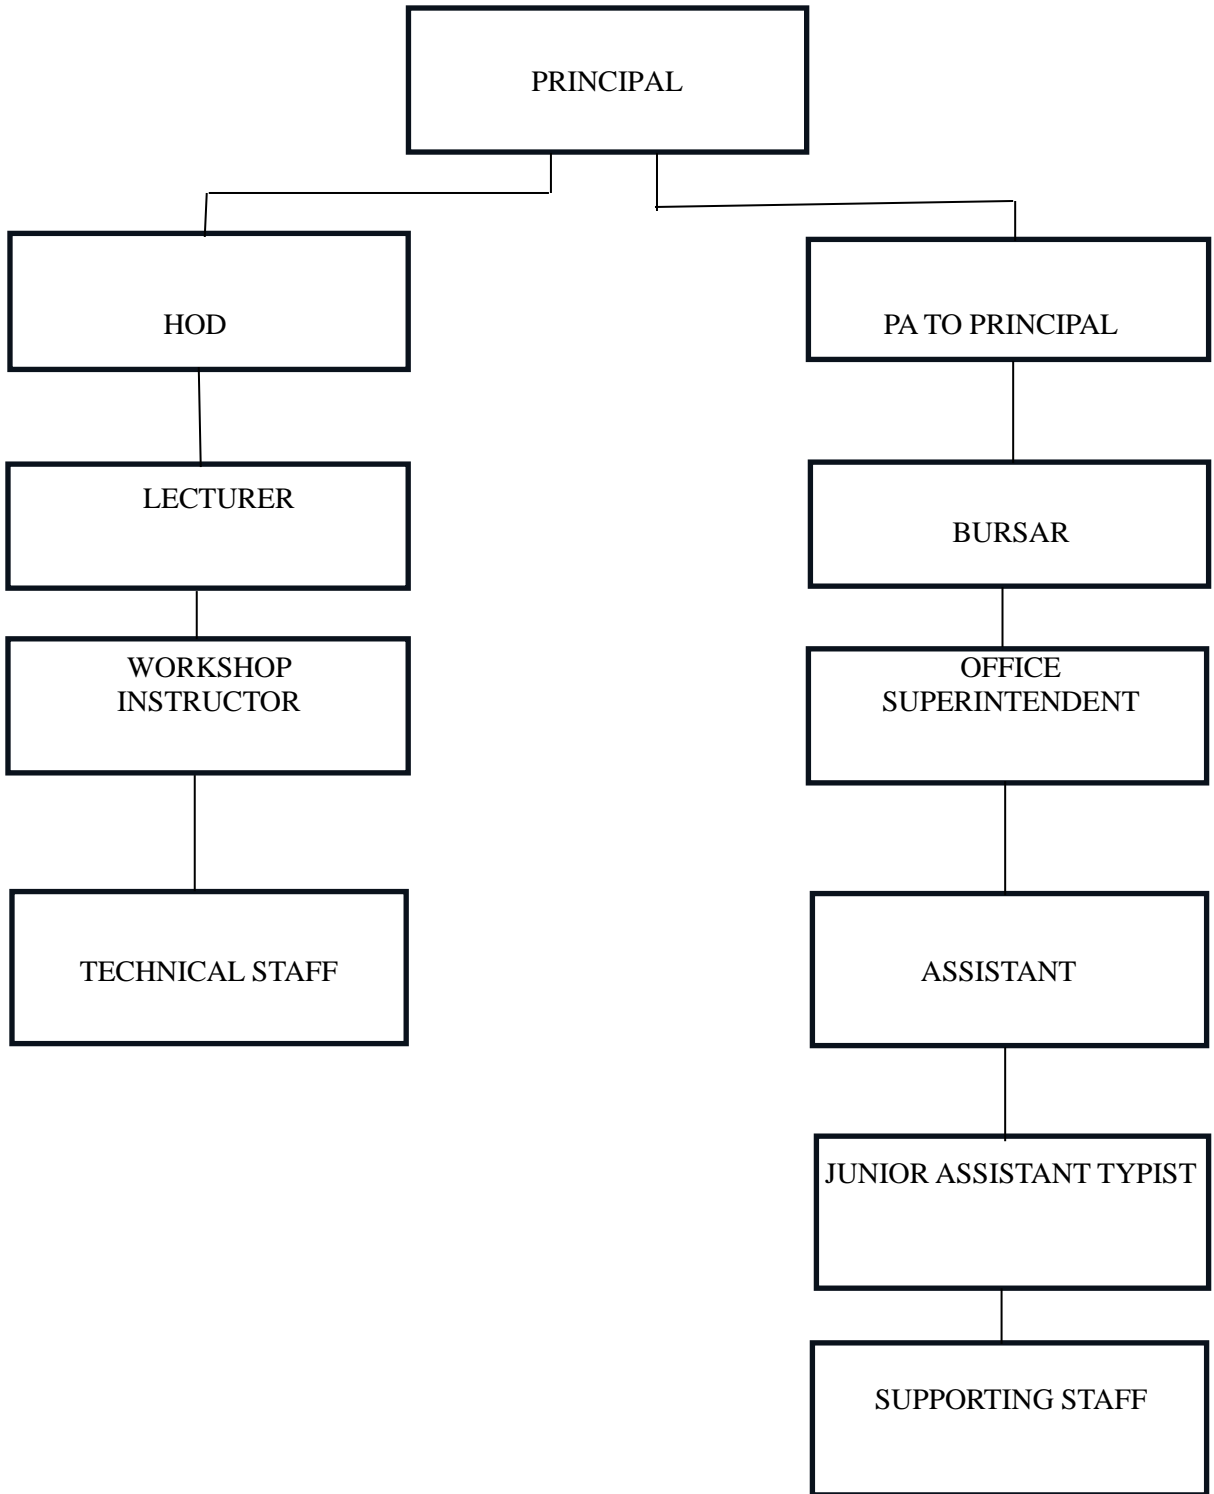 PRINCIPAL
HOD
PA TO PRINCIPAL
LECTURER
BURSAR
WORKSHOP
INSTRUCTOR
OFFICE
SUPERINTENDENT
TECHNICAL STAFF
ASSISTANT
JUNIOR ASSISTANT TYPIST
SUPPORTING STAFF